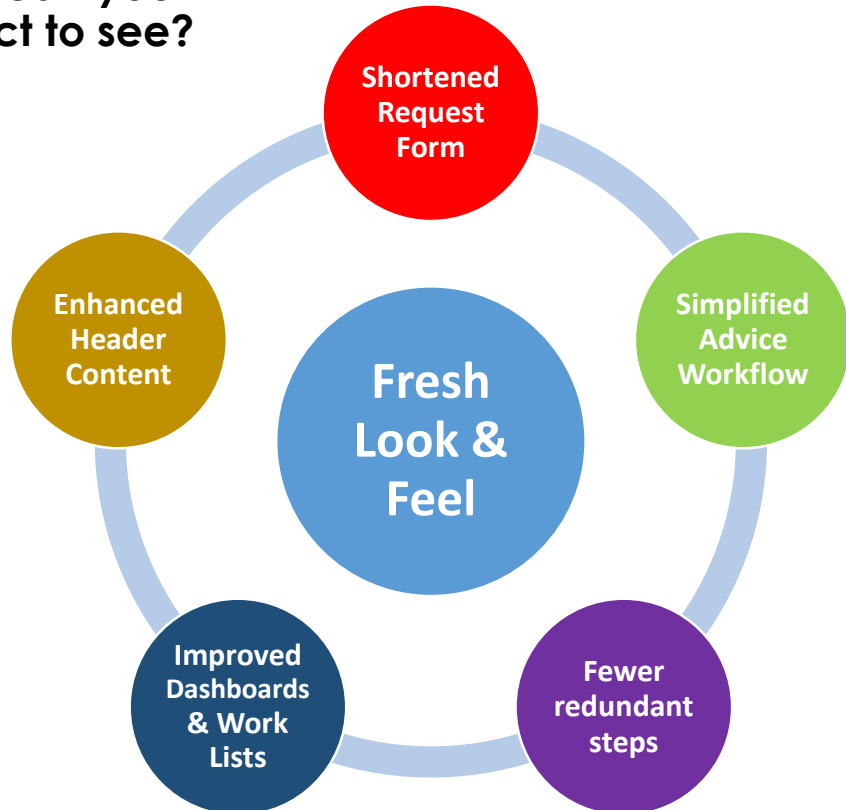 ct to see?
Shortened
Request
Form
Enhanced
Header
Content
Simplified
Advice
Workflow
Fresh
Look &
Feel
Improved
Dashboards
& Work
Lists
Fewer
redundant
steps